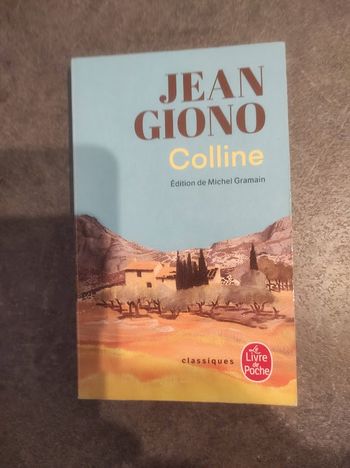 JEAN
GIONO
Colline
Édition de Michel Gramain
classiques
Le
Livre
de
Poche